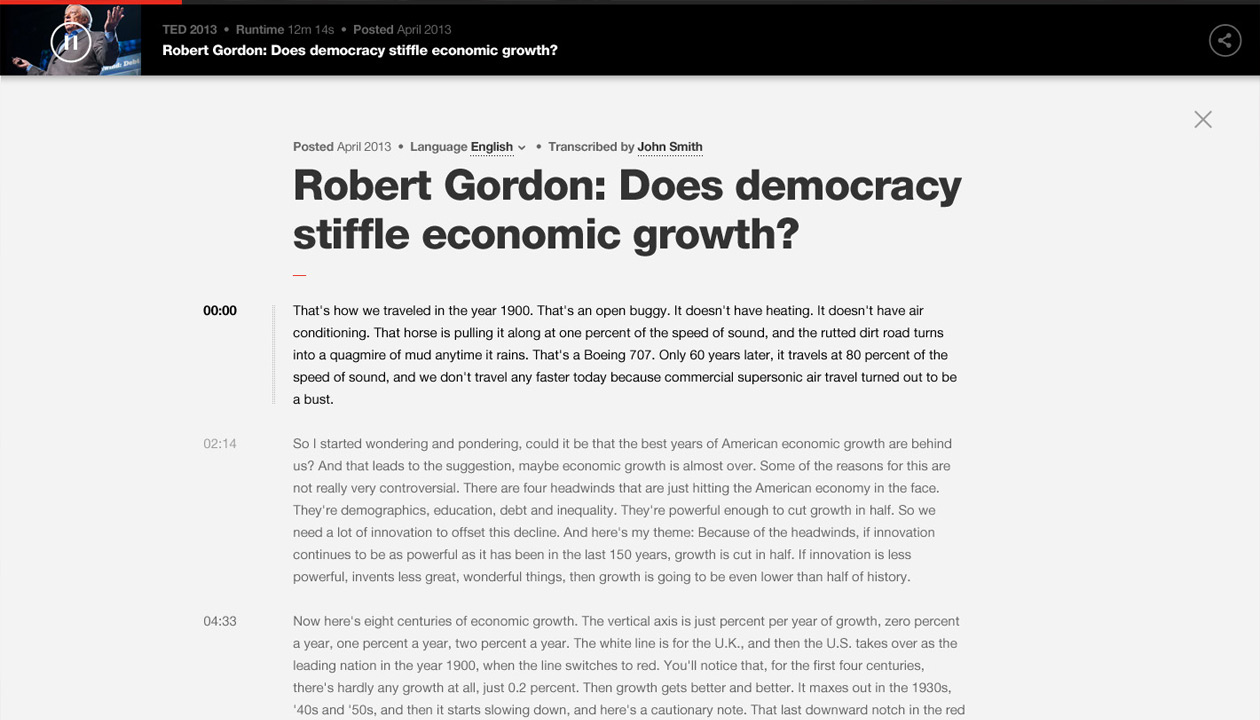 TED 2013 • Runtime 12m 14s • Posted April 2013
Robert Gordon: Does democracy stiffle economic growth?
Posted April 2013 • Language English • Transcribed by John Smith
Robert Gordon: Does democracy
stiffle economic growth?
—
00:00 That's how we traveled in the year 1900. That's an open buggy. It doesn't have heating. It doesn't have air
conditioning. That horse is pulling it along at one percent of the speed of sound, and the rutted dirt road turns
into a quagmire of mud anytime it rains. That's a Boeing 707. Only 60 years later, it travels at 80 percent of the
speed of sound, and we don't travel any faster today because commercial supersonic air travel turned out to be
a bust.
02:14 So I started wondering and pondering, could it be that the best years of American economic growth are behind
us? And that leads to the suggestion, maybe economic growth is almost over. Some of the reasons for this are
not really very controversial. There are four headwinds that are just hitting the American economy in the face.
They're demographics, education, debt and inequality. They're powerful enough to cut growth in half. So we
need a lot of innovation to offset this decline. And here's my theme: Because of the headwinds, if innovation
continues to be as powerful as it has been in the last 150 years, growth is cut in half. If innovation is less
powerful, invents less great, wonderful things, then growth is going to be even lower than half of history.
04:33 Now here's eight centuries of economic growth. The vertical axis is just percent per year of growth, zero percent
a year, one percent a year, two percent a year. The white line is for the U.K., and then the U.S. takes over as the
leading nation in the year 1900, when the line switches to red. You'll notice that, for the first four centuries,
there's hardly any growth at all, just 0.2 percent. Then growth gets better and better. It maxes out in the 1930s,
'40s and '50s, and then it starts slowing down, and here's a cautionary note. That last downward notch in the red